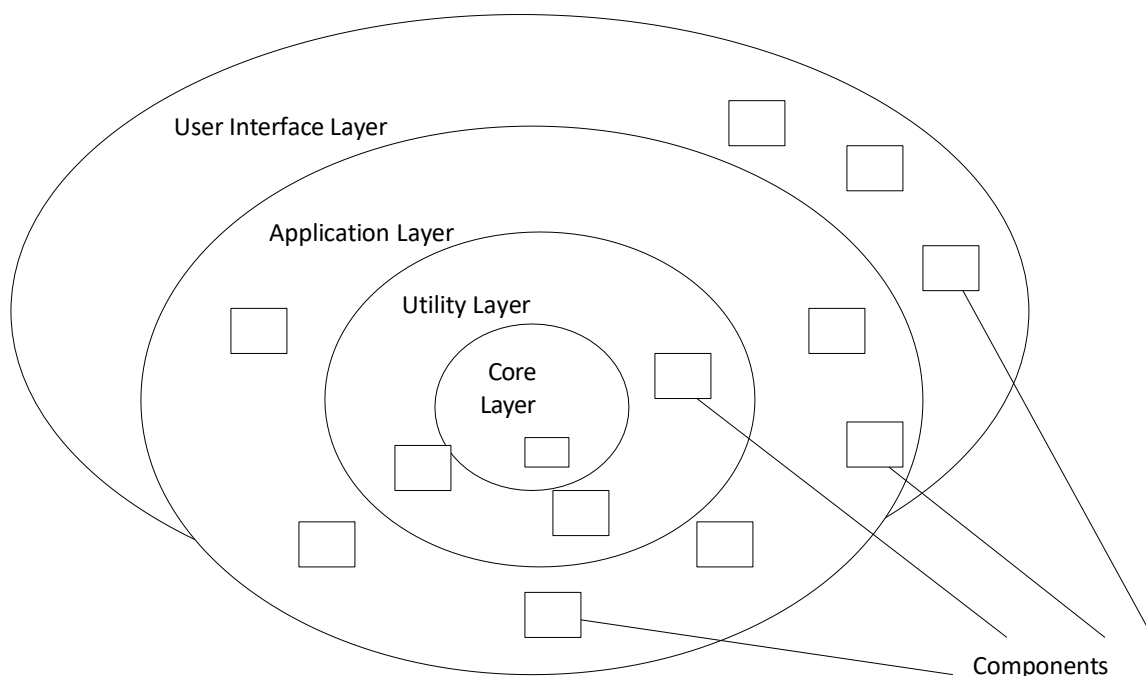 User Interface Layer
Application Layer
Utility Layer
Core
Layer
Components